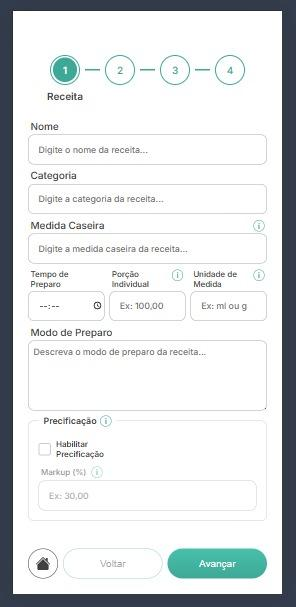 1 2 3 4
Receita
Nome
Digite o nome da receita...
Categoria
Digite a categoria da receita...
Medida Caseira i
Digite a medida caseira da receita...
Tempo de
Preparo
Porção
Individual
i
Unidade de
Medida
i
--:--
Ex: 100,00
Ex: ml ou g
Modo de Preparo
Descreva o modo de preparo da receita...
Precificação i
Habilitar
Precificação
Markup (%) i
Ex: 30,00
Voltar
Avançar